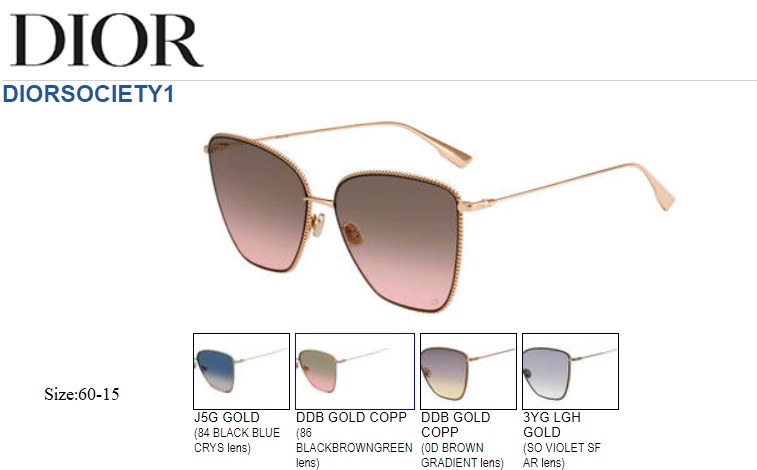 DIOR
DIORSOCIETY1
Size:60-15
J5G GOLD
(84 BLACK BLUE
CRYS lens)
DDB GOLD COPP
(86
BLACKBROWNGREEN
lens)
DDB GOLD
COPP
(0D BROWN
GRADIENT lens)
3YG LGH
GOLD
(SO VIOLET SF
AR lens)